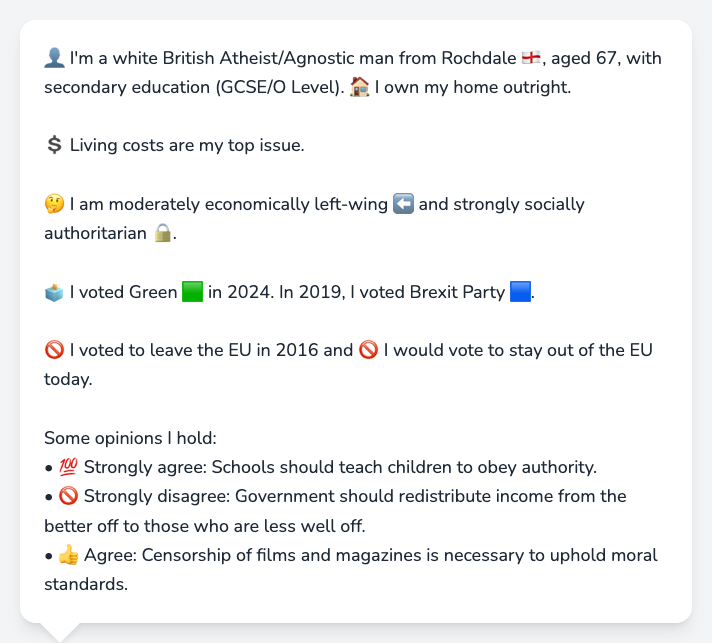 👤 I'm a white British Atheist/Agnostic man from Rochdale 🏴󠁧󠁢󠁥󠁮󠁧󠁿, aged 67, with
secondary education (GCSE/O Level). 🏠 I own my home outright.
💲 Living costs are my top issue.
🤔 I am moderately economically left-wing ⬅️ and strongly socially
authoritarian 🔒.
🗳️ I voted Green 🟩 in 2024. In 2019, I voted Brexit Party 🟦.
🚫 I voted to leave the EU in 2016 and 🚫 I would vote to stay out of the EU
today.
Some opinions I hold:
• 💯 Strongly agree: Schools should teach children to obey authority.
• 🚫 Strongly disagree: Government should redistribute income from the
better off to those who are less well off.
• 👍 Agree: Censorship of films and magazines is necessary to uphold moral
standards.